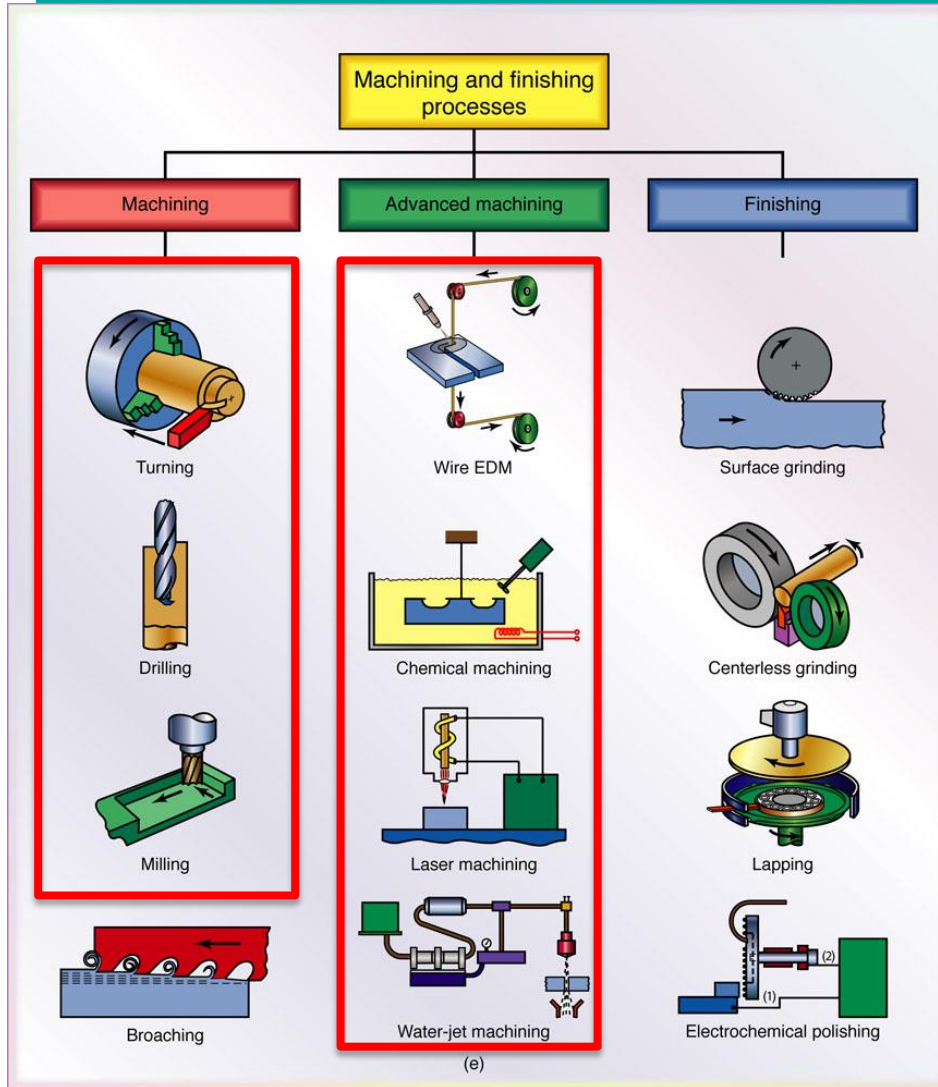 Machining and finishing
processes
Machining
Advanced machining
Finishing
Turning
Wire EDM
Surface grinding
Drilling
Chemical machining
Centerless grinding
Milling
Laser machining
Lapping
Broaching
Water-jet machining
(1)
(2)
Electrochemical polishing
(e)